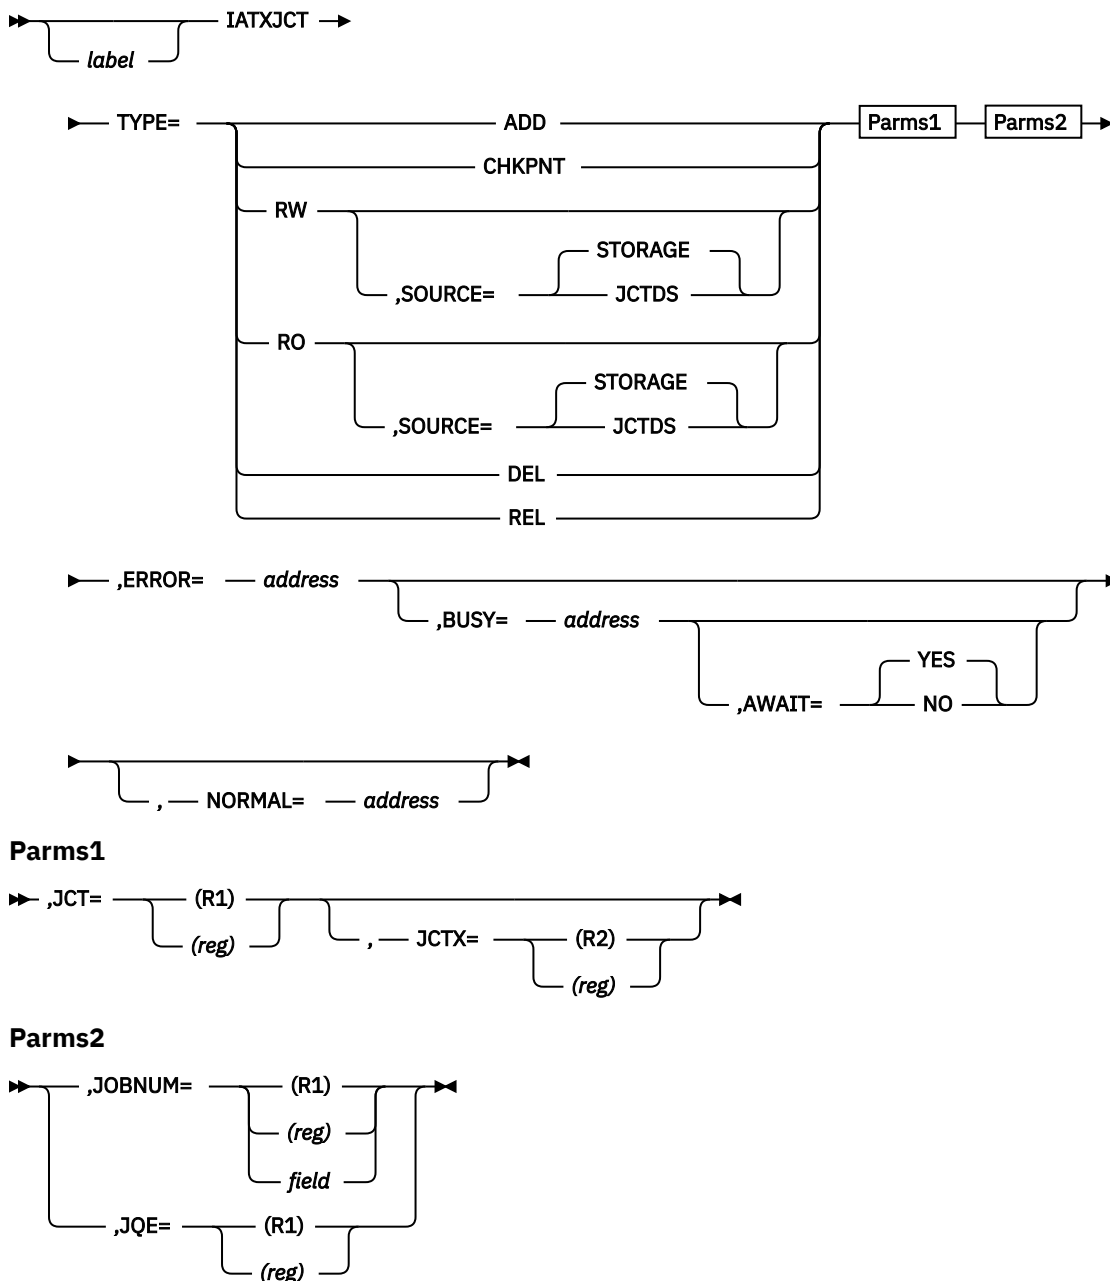 IATXJCT
label
TYPE= ADD Parms1 Parms2
CHKPNT
RW
STORAGE
,SOURCE= JCTDS
RO
STORAGE
,SOURCE= JCTDS
DEL
REL
,ERROR= address
,BUSY= address
YES
,AWAIT= NO
, NORMAL= address
Parms1
,JCT= (R1)
(reg) , JCTX= (R2)
(reg)
Parms2
,JOBNUM= (R1)
(reg)
field
,JQE= (R1)
(reg)